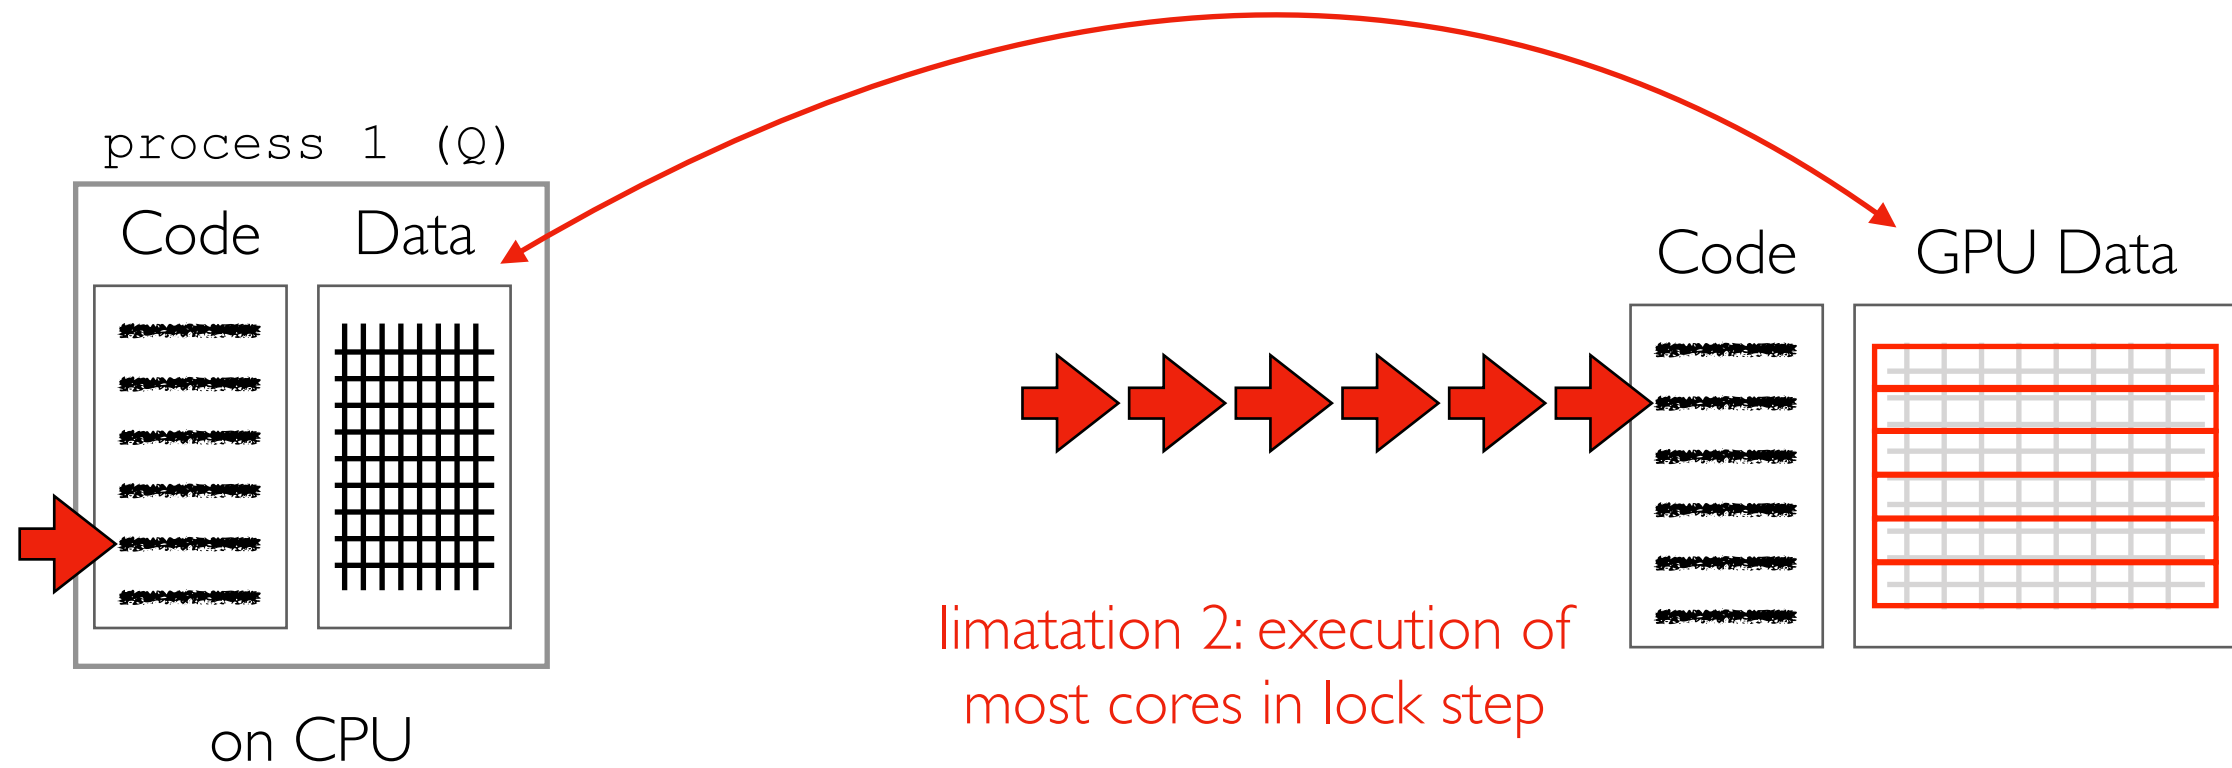 process 1 (Q)
Code
Data
Code
GPU Data
limatation 2: execution of
most cores in lock step
on CPU